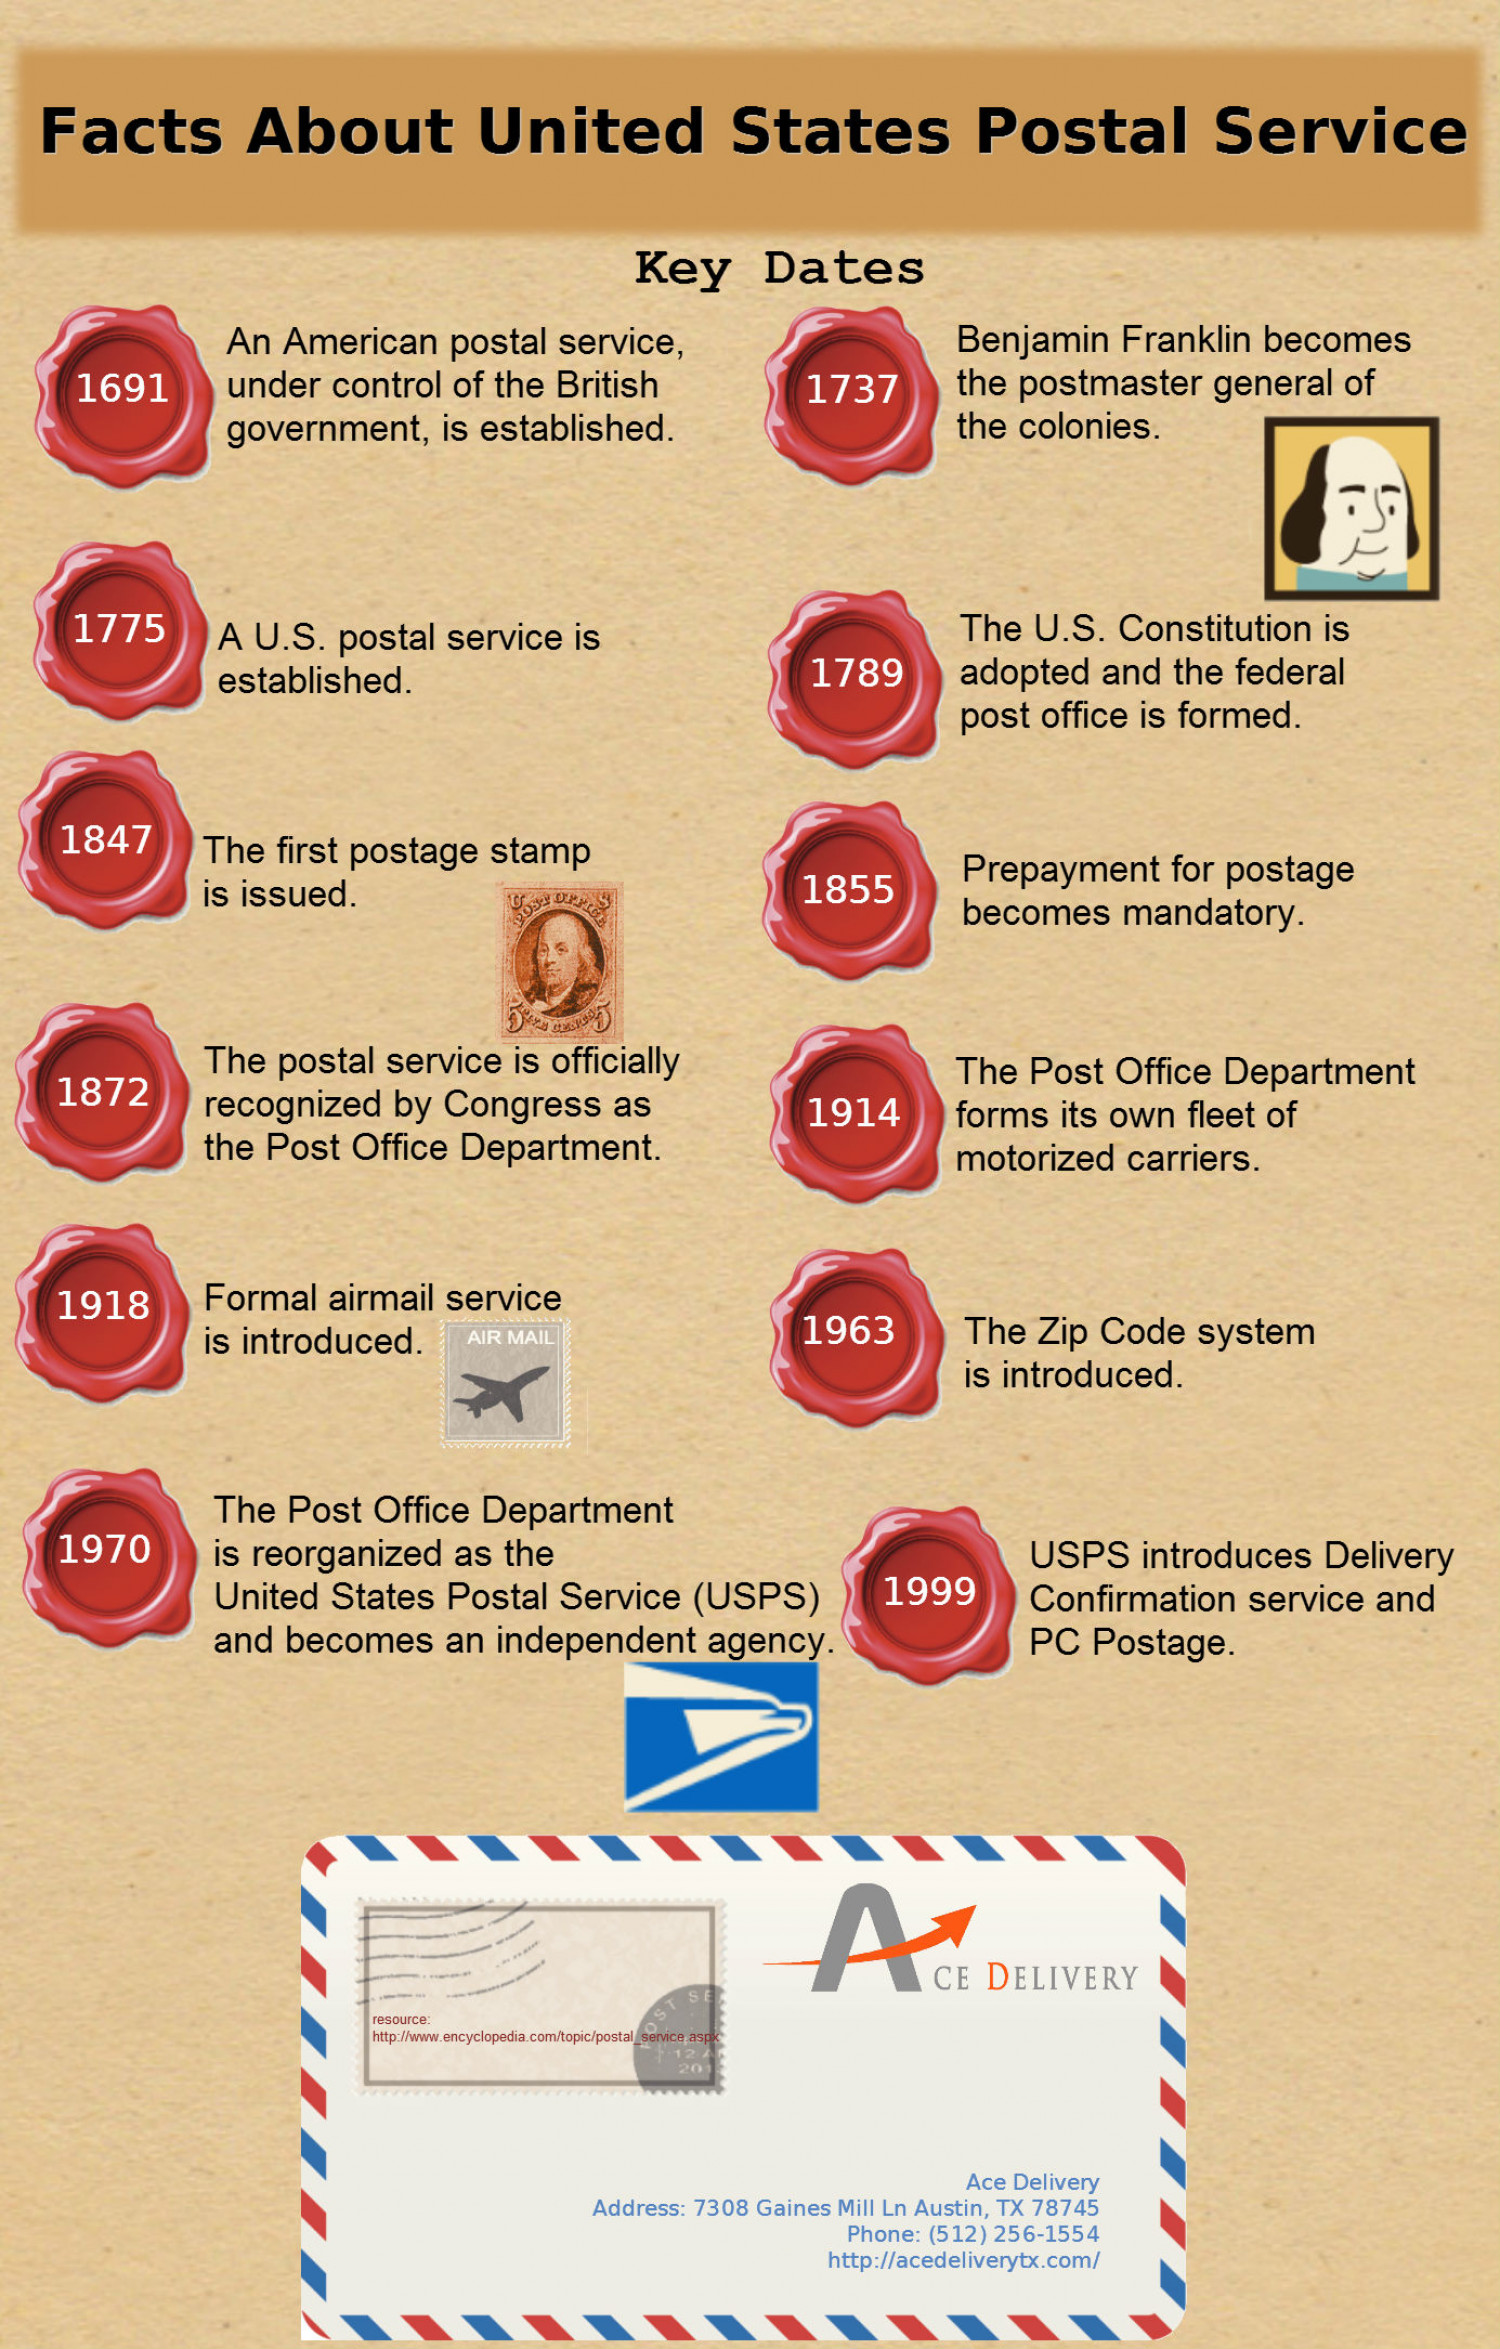 Facts About United States Postal Service
Key Dates
1691
An American postal service,
under control of the British
government, is established.
1737
Benjamin Franklin becomes
the postmaster general of
the colonies.
1775
A U.S. postal service is
established.
1789
The U.S. Constitution is
adopted and the federal
post office is formed.
1847
The first postage stamp
is issued.
U S
POST OFFICE
5 FIVE CENTS 5
1855
Prepayment for postage
becomes mandatory.
1872
The postal service is officially
recognized by Congress as
the Post Office Department.
1914
The Post Office Department
forms its own fleet of
motorized carriers.
1918
Formal airmail service
is introduced.
AIR MAIL
1963
The Zip Code system
is introduced.
1970
The Post Office Department
is reorganized as the
United States Postal Service (USPS)
and becomes an independent agency.
1999
USPS introduces Delivery
Confirmation service and
PC Postage.
ACE DELIVERY
resource:
http://www.encyclopedia.com/topic/postal_service.aspx
POST SE
12 A
201
Ace Delivery
Address: 7308 Gaines Mill Ln Austin, TX 78745
Phone: (512) 256-1554
http://acedeliverytx.com/